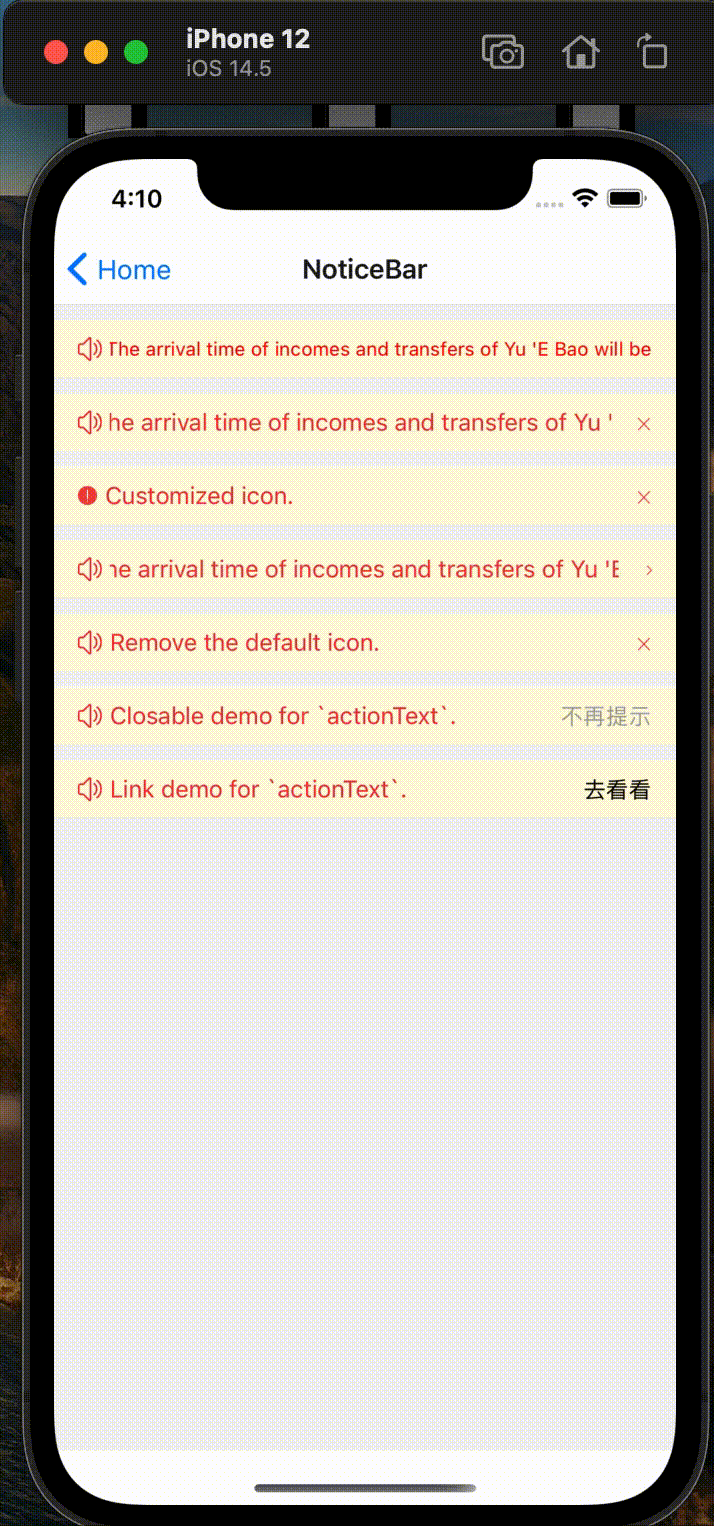 iPhone 12
iOS 14.5
4:10
Home
NoticeBar
The arrival time of incomes and transfers of Yu 'E Bao will be
he arrival time of incomes and transfers of Yu '
Customized icon.
he arrival time of incomes and transfers of Yu 'E
Remove the default icon.
Closable demo for `actionText`. 不再提示
Link demo for `actionText`. 去看看